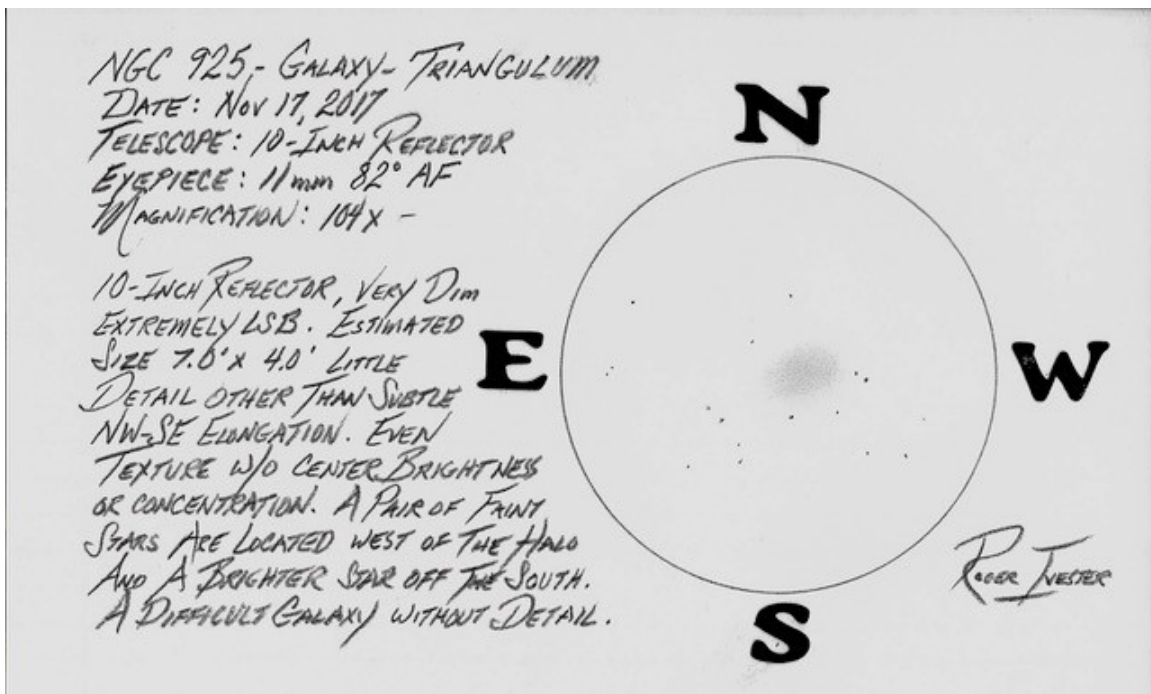 NGC 925 - GALAXY - TRIANGULUM
DATE: NOV 17, 2017
TELESCOPE: 10-INCH REFLECTOR
EYEPIECE: 11mm 82° AF
MAGNIFICATION: 104X -
10-INCH REFLECTOR, VERY DIM
EXTREMELY LSB. ESTIMATED
SIZE 7.0' X 4.0' LITTLE
DETAIL OTHER THAN SUBTLE
NW-SE ELONGATION. EVEN
TEXTURE W/O CENTER BRIGHTNESS
OR CONCENTRATION. A PAIR OF FAINT
STARS ARE LOCATED WEST OF THE HALO
AND A BRIGHTER STAR OFF THE SOUTH.
A DIFFICULT GALAXY WITHOUT DETAIL.
N
E
W
S
ROGER IVESTER